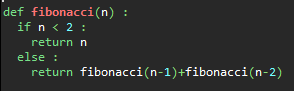 def fibonacci(n) :
  if n < 2 :
    return n
  else :
    return fibonacci(n-1)+fibonacci(n-2)